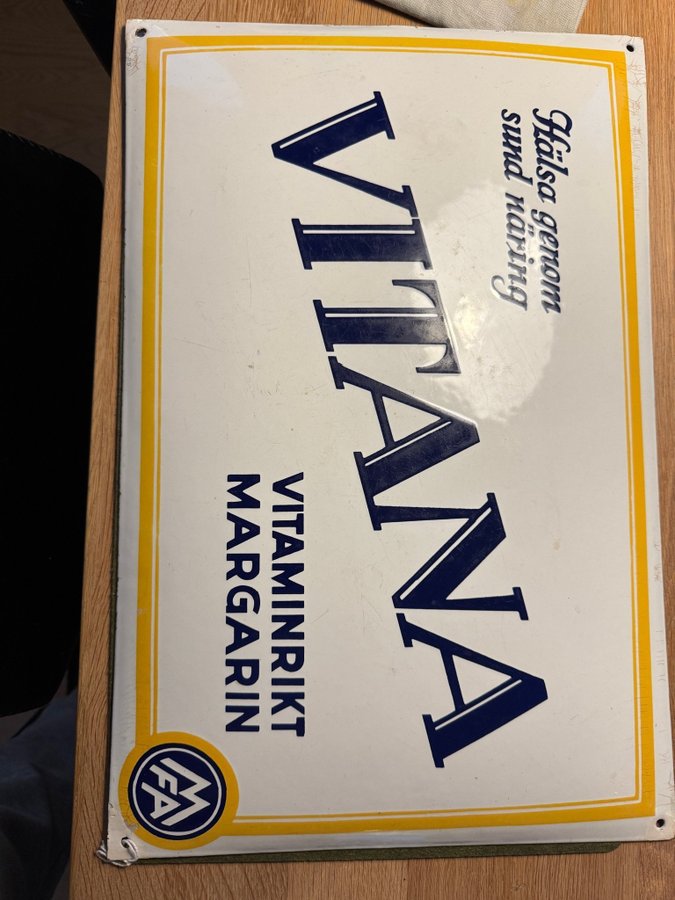 Hälsa genom
sund näring
VITANA
VITAMINRIKT
MARGARIN
MFA